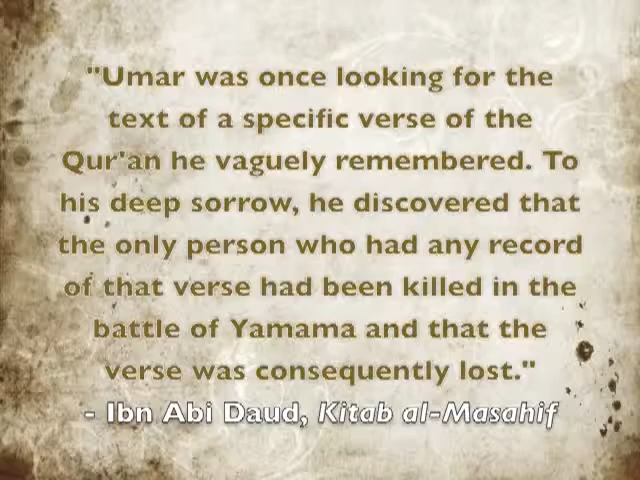 "Umar was once looking for the
text of a specific verse of the
Qur'an he vaguely remembered. To
his deep sorrow, he discovered that
the only person who had any record
of that verse had been killed in the
battle of Yamama and that the
verse was consequently lost."
- Ibn Abi Daud, Kitab al-Masahif